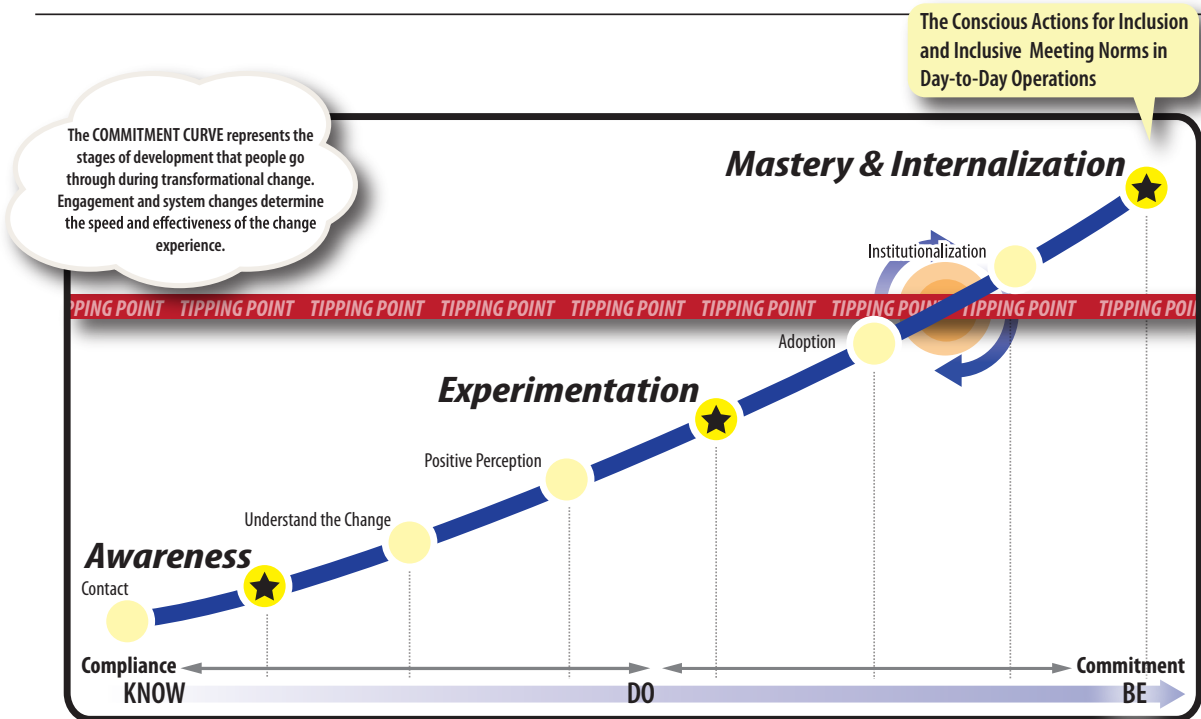 The Conscious Actions for Inclusion
and Inclusive Meeting Norms in
Day-to-Day Operations
The COMMITMENT CURVE represents the
stages of development that people go
through during transformational change.
Engagement and system changes determine
the speed and effectiveness of the change
experience.
Mastery & Internalization
Institutionalization
PPING POINT TIPPING POINT TIPPING POINT TIPPING POINT TIPPING POINT TIPPING POINT TIPPING POINT TIPPING POINT TIPPING POI
Adoption
Experimentation
Positive Perception
Understand the Change
Awareness
Contact
Compliance Commitment
KNOW DO BE